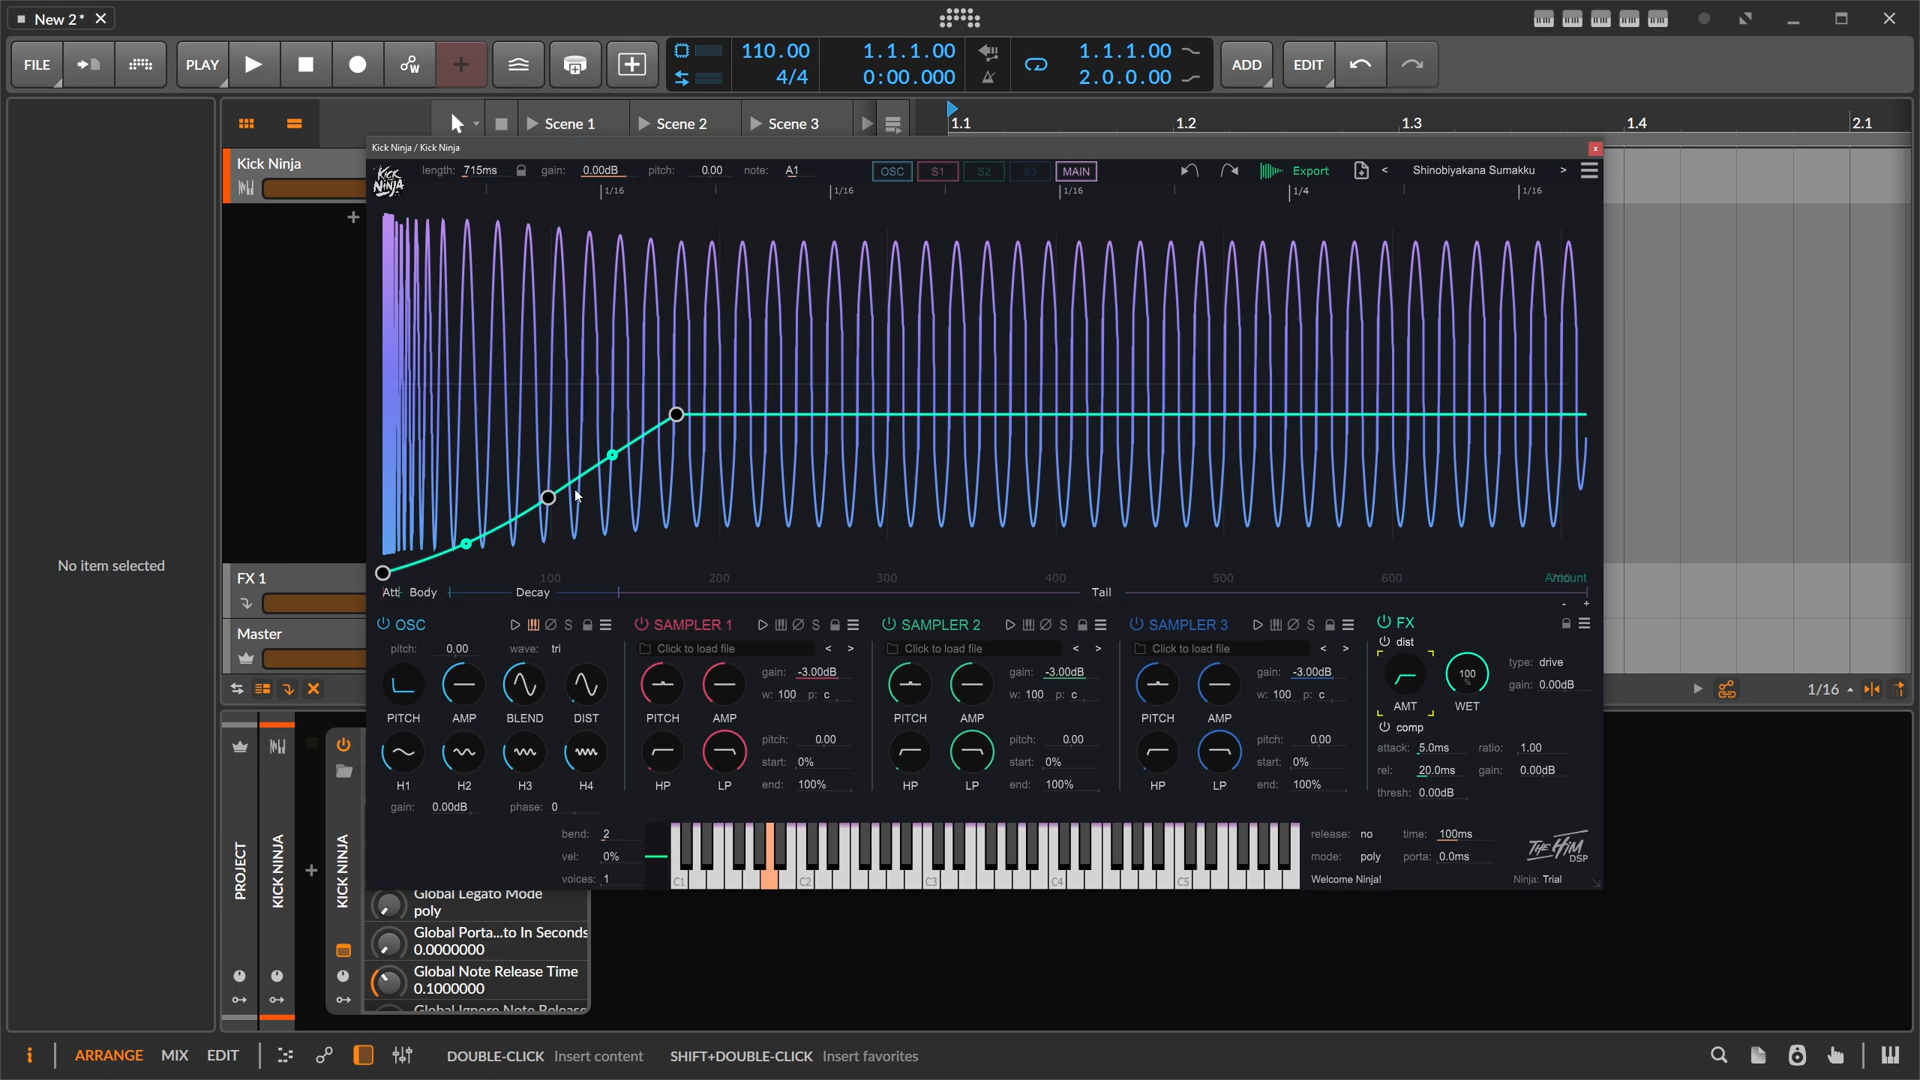 New 2*
FILE
PLAY
110.00
4/4
1.1.1.00
0:00.000
1.1.1.00
2.0.0.00
ADD
EDIT
Scene 1
Scene 2
Scene 3
1.1
1.2
1.3
1.4
2.1
Kick Ninja
Kick Ninja / Kick Ninja
KICK NINJA
length: 715ms
gain: 0.00dB
pitch: 0.00
note: A1
OSC
S1
S2
S3
MAIN
Export
< Shinobiyakana Sumakku >
1/16
1/16
1/16
1/4
1/16
No item selected
FX 1
Master
100
200
300
400
500
600
Amount
Att
Body
Decay
Tail
- +
OSC
S
pitch: 0.00
wave: tri
PITCH
AMP
BLEND
DIST
H1
H2
H3
H4
gain: 0.00dB
phase: 0
SAMPLER 1
S
Click to load file
< >
gain: -3.00dB
w: 100 p: c
PITCH
AMP
pitch: 0.00
start: 0%
end: 100%
HP
LP
SAMPLER 2
S
Click to load file
< >
gain: -3.00dB
w: 100 p: c
PITCH
AMP
pitch: 0.00
start: 0%
end: 100%
HP
LP
SAMPLER 3
S
Click to load file
< >
gain: -3.00dB
w: 100 p: c
PITCH
AMP
pitch: 0.00
start: 0%
end: 100%
HP
LP
FX
dist
100
%
type: drive
gain: 0.00dB
AMT
WET
comp
attack: 5.0ms
ratio: 1.00
rel: 20.0ms
gain: 0.00dB
thresh: 0.00dB
1/16
bend: 2
vel: 0%
voices: 1
C1
C2
C3
C4
C5
release: no
time: 100ms
mode: poly
porta: 0.0ms
Welcome Ninja!
THE HIM
DSP
Ninja: Trial
PROJECT
KICK NINJA
KICK NINJA
Global Legato Mode
poly
Global Porta...to In Seconds
0.0000000
Global Note Release Time
0.1000000
Global Ignore Note Release
i
ARRANGE
MIX
EDIT
DOUBLE-CLICK Insert content
SHIFT+DOUBLE-CLICK Insert favorites